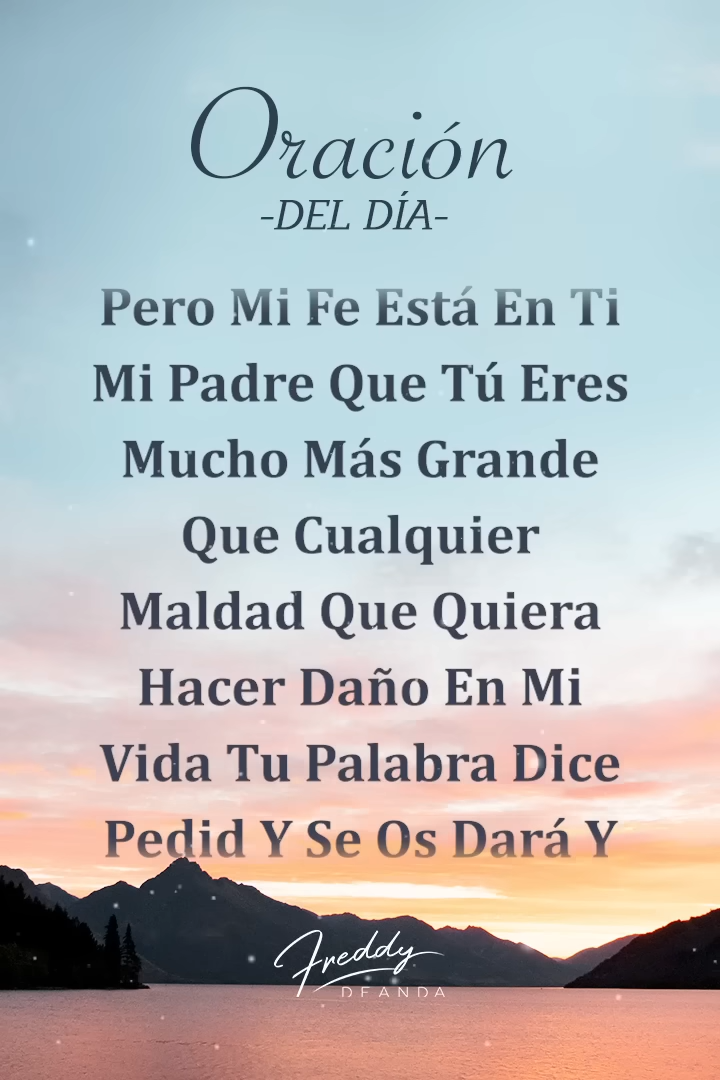 Oración
-DEL DÍA-
Pero Mi Fe Está En Ti
Mi Padre Que Tú Eres
Mucho Más Grande
Que Cualquier
Maldad Que Quiera
Hacer Daño En Mi
Vida Tu Palabra Dice
Pedid Y Se Os Dará Y
Freddy
DEANDA